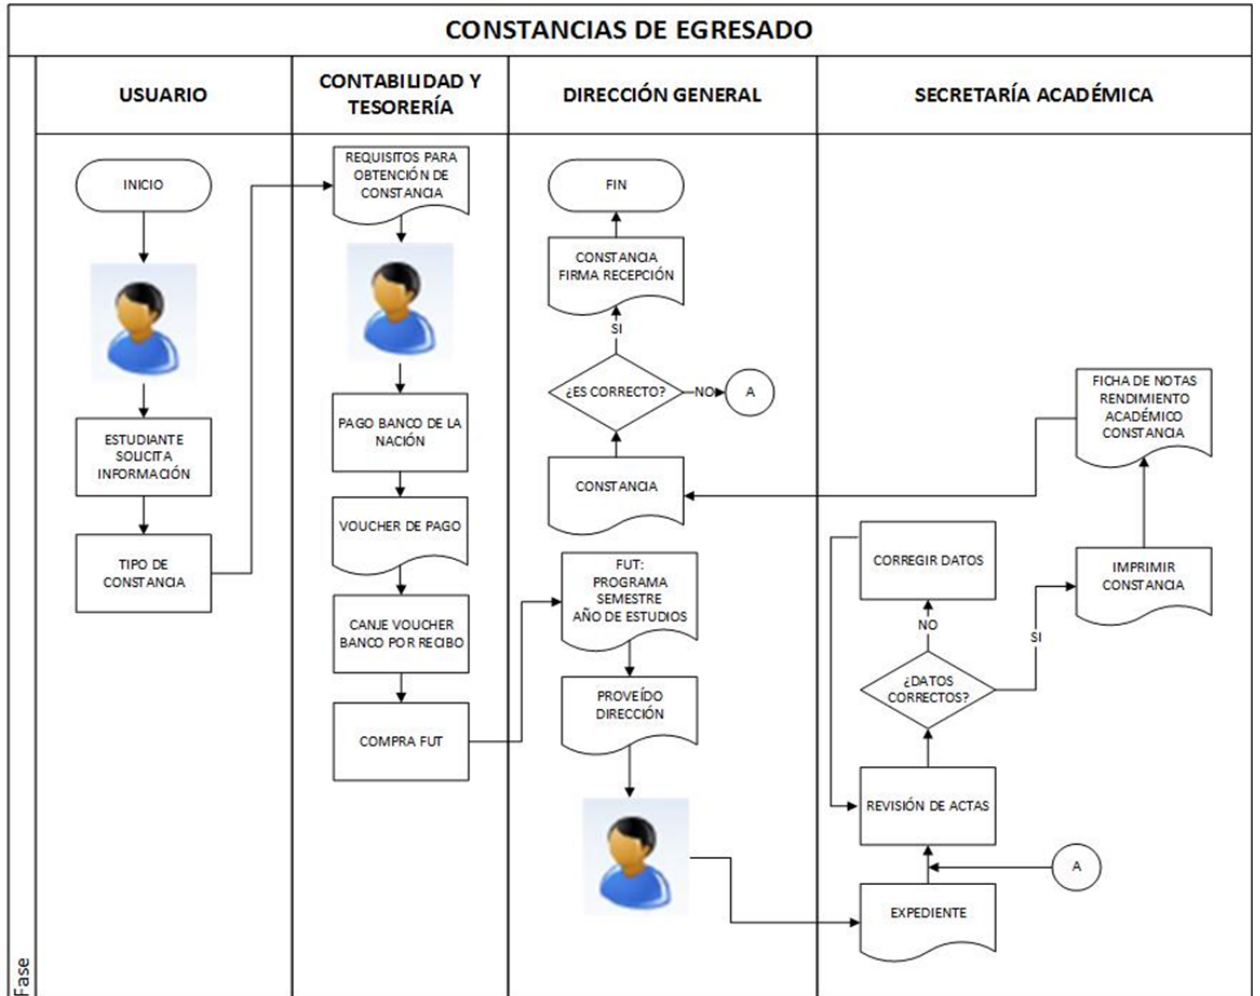 CONSTANCIAS DE EGRESADO
USUARIO
CONTABILIDAD Y
TESORERÍA
DIRECCIÓN GENERAL
SECRETARÍA ACADÉMICA
Fase
INICIO
ESTUDIANTE
SOLICITA
INFORMACIÓN
TIPO DE
CONSTANCIA
REQUISITOS PARA
OBTENCIÓN DE
CONSTANCIA
PAGO BANCO DE LA
NACIÓN
VOUCHER DE PAGO
CANJE VOUCHER
BANCO POR RECIBO
COMPRA FUT
FIN
CONSTANCIA
FIRMA RECEPCIÓN
SI
¿ES CORRECTO?
NO
A
CONSTANCIA
FUT:
PROGRAMA
SEMESTRE
AÑO DE ESTUDIOS
PROVEÍDO
DIRECCIÓN
FICHA DE NOTAS
RENDIMIENTO
ACADÉMICO
CONSTANCIA
CORREGIR DATOS
IMPRIMIR
CONSTANCIA
NO
SI
¿DATOS
CORRECTOS?
REVISIÓN DE ACTAS
A
EXPEDIENTE